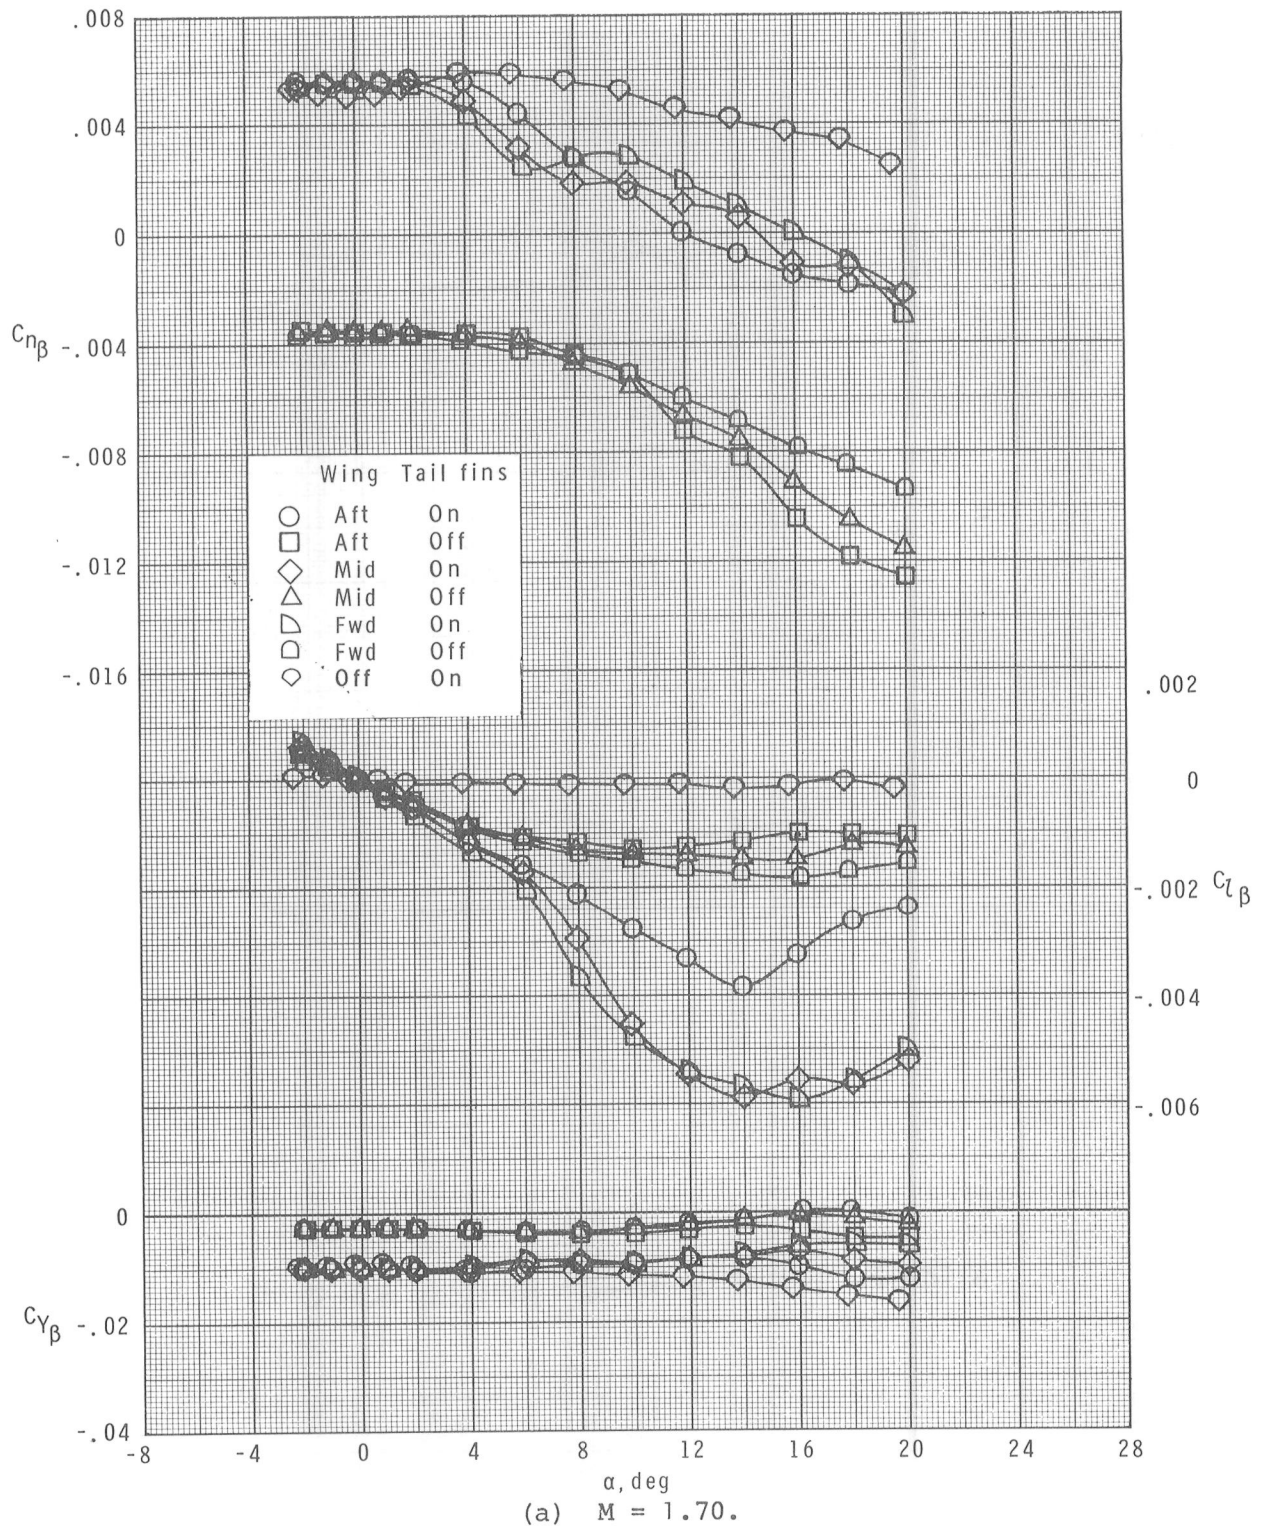 .008
.004
0
Cnβ -.004
-.008
-.012
-.016
Wing Tail fins
Aft On
Aft Off
Mid On
Mid Off
Fwd On
Fwd Off
Off On
.002
0
-.002 Clβ
-.004
-.006
0
CYβ -.02
-.04
-8 -4 0 4 8 12 16 20 24 28
α, deg
(a) M = 1.70.